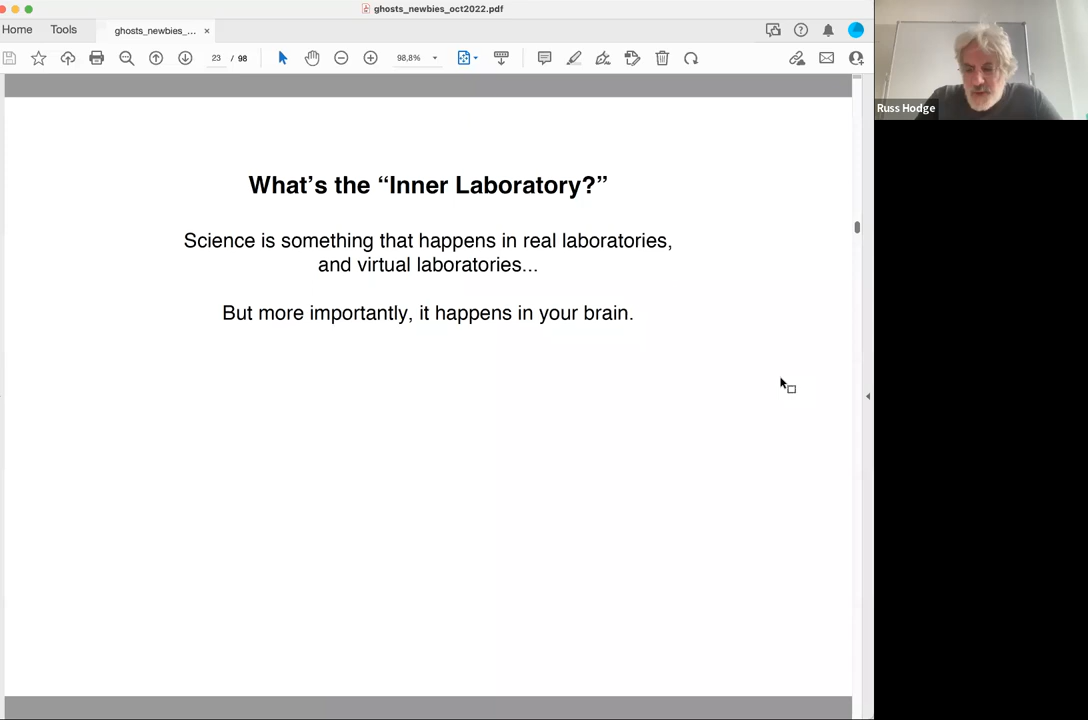 ghosts_newbies_oct2022.pdf
Home
Tools
ghosts_newbies_...
23 / 98
98,8%
Russ Hodge
What’s the “Inner Laboratory?”
Science is something that happens in real laboratories,
and virtual laboratories...
But more importantly, it happens in your brain.